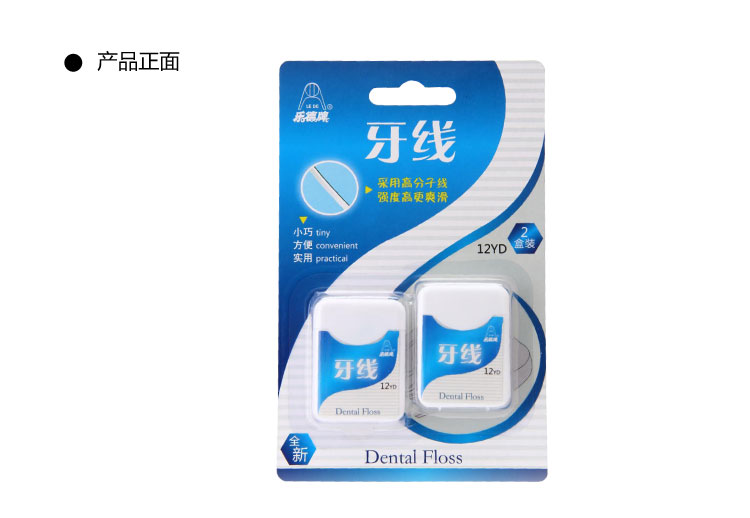 ● 产品正面
LE DE
乐德牌®
牙线
采用高分子线
强度高更爽滑
小巧 tiny
方便 convenient
实用 practical
12YD
2
盒装
牙线
12YD
Dental Floss
牙线
12YD
Dental Floss
全
新
Dental Floss